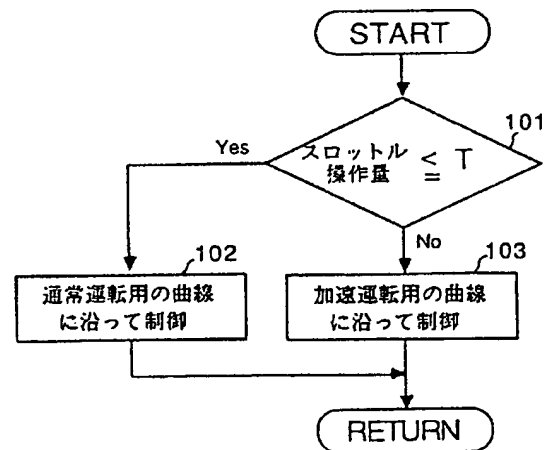 START
101
スロットル
操作量 ≦ T
Yes
No
102
103
通常運転用の曲線
に沿って制御
加遠運転用の曲線
に沿って制御
RETURN